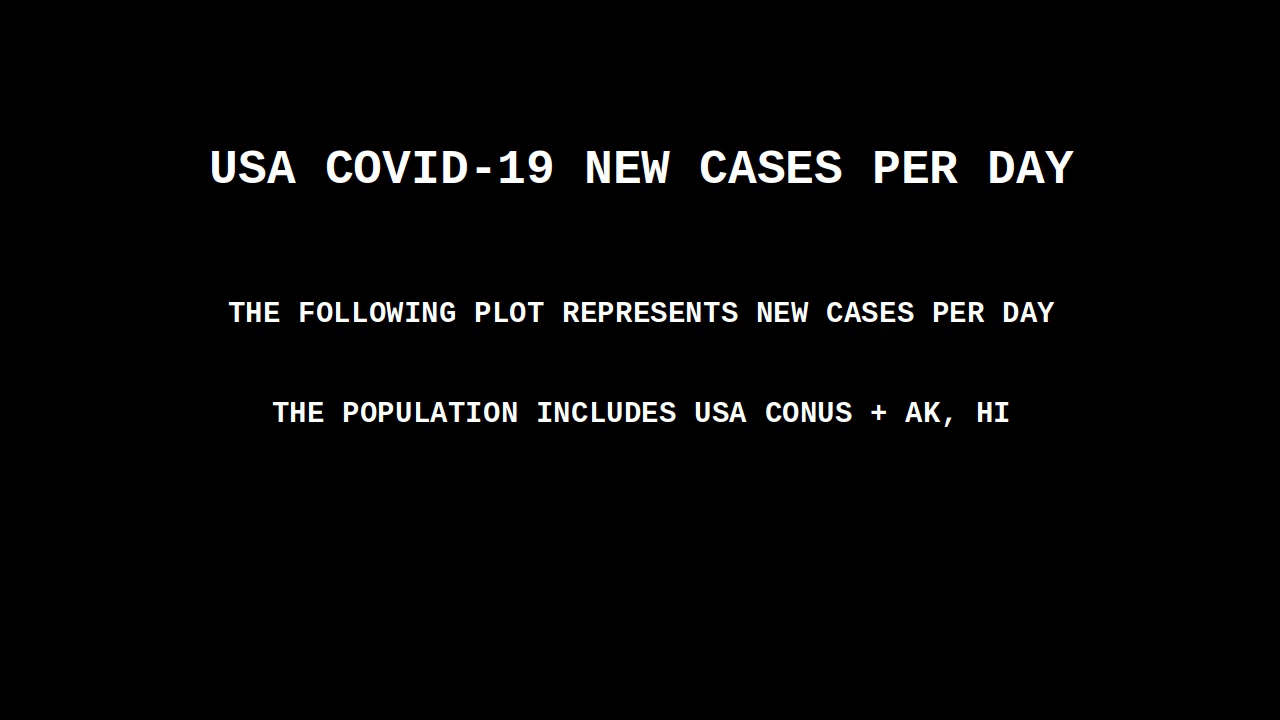 USA COVID-19 NEW CASES PER DAY
THE FOLLOWING PLOT REPRESENTS NEW CASES PER DAY
THE POPULATION INCLUDES USA CONUS + AK, HI